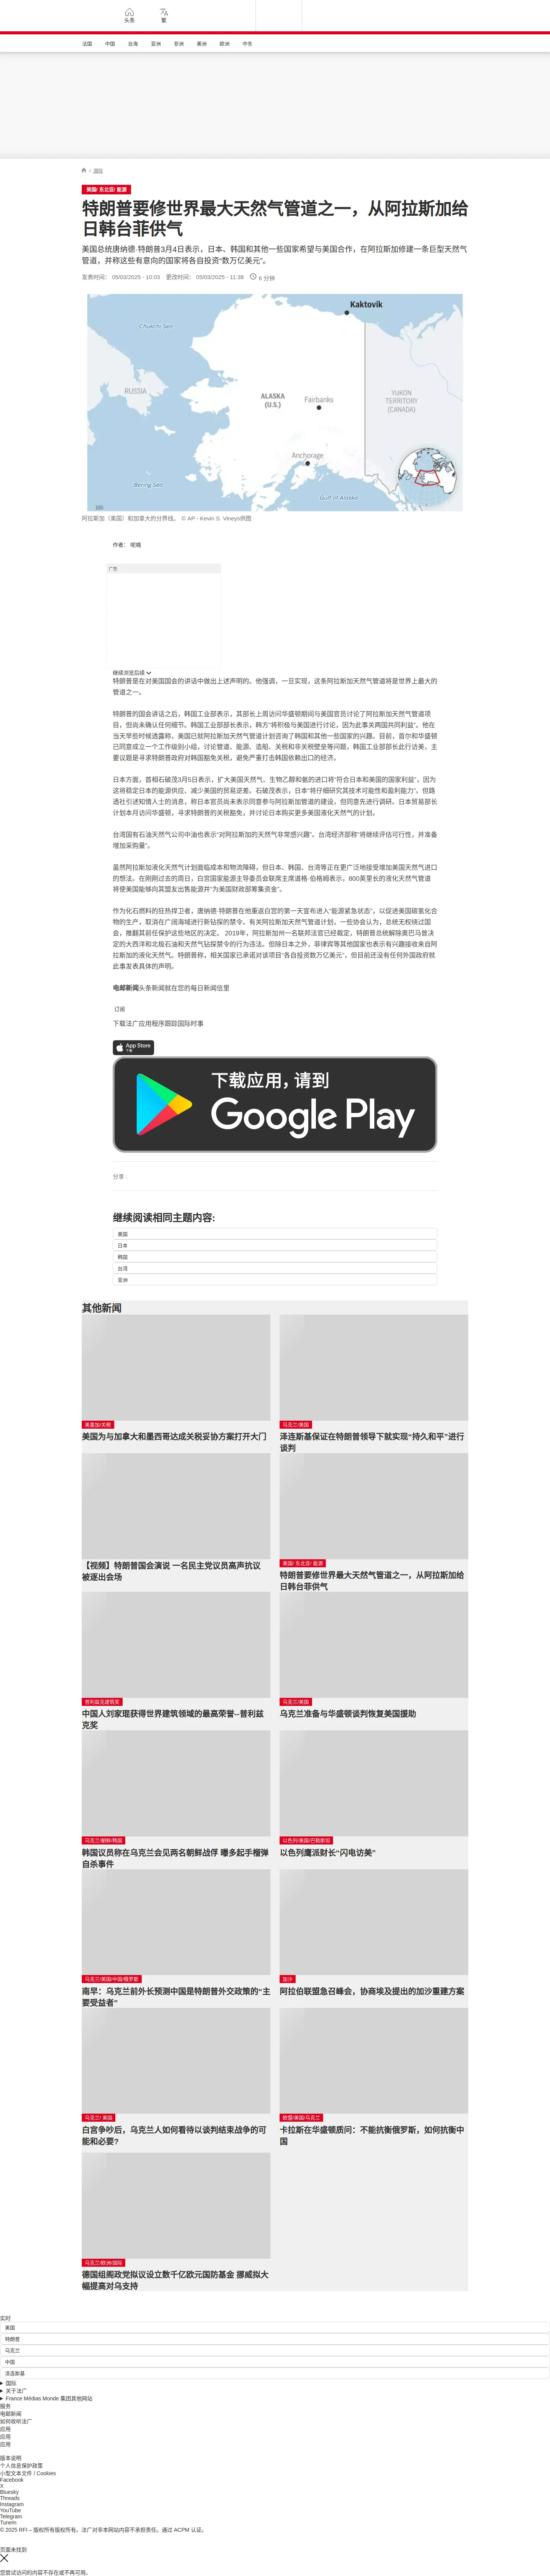 头条
繁
法国
中国
台海
亚洲
非洲
美洲
欧洲
中东
/ 国际
美国/ 东北亚/ 能源
特朗普要修世界最大天然气管道之一，从阿拉斯加给
日韩台菲供气
美国总统唐纳德·特朗普3月4日表示，日本、韩国和其他一些国家希望与美国合作，在阿拉斯加修建一条巨型天然气
管道，并称这些有意向的国家将各自投资“数万亿美元”。
发表时间： 05/03/2025 - 10:03 更改时间： 05/03/2025 - 11:38 6 分钟
Kaktovik
Chukchi Sea
RUSSIA
ALASKA
(U.S.)
Fairbanks
YUKON
TERRITORY
(CANADA)
Anchorage
Bering Sea
Gulf of Alaska
阿拉斯加（美国）和加拿大的分界线。 © AP - Kevin S. Vineys供图
作者： 呢喃
广告
继续浏览后续
特朗普是在对美国国会的讲话中做出上述声明的。他强调，一旦实现，这条阿拉斯加天然气管道将是世界上最大的
管道之一。
特朗普的国会讲话之后，韩国工业部表示，其部长上周访问华盛顿期间与美国官员讨论了阿拉斯加天然气管道项
目，但尚未确认任何细节。韩国工业部部长表示，韩方“将积极与美国进行讨论，因为此事关两国共同利益”。他在
当天早些时候透露称，美国已就阿拉斯加天然气管道计划咨询了韩国和其他一些国家的兴趣。目前，首尔和华盛顿
已同意成立一个工作级别小组，讨论管道、能源、造船、关税和非关税壁垒等问题，韩国工业部部长此行访美，主
要议题是寻求特朗普政府对韩国豁免关税，避免严重打击韩国依赖出口的经济。
日本方面，首相石破茂3月5日表示，扩大美国天然气、生物乙醇和氨的进口将“符合日本和美国的国家利益”，因为
这将稳定日本的能源供应、减少美国的贸易逆差。石破茂表示，日本“将仔细研究其技术可能性和盈利能力”。但路
透社引述知情人士的消息，称日本官员尚未表示同意参与阿拉斯加管道的建设，但同意先进行调研。日本贸易部长
计划本月访问华盛顿，寻求特朗普的关税豁免，并讨论日本购买更多美国液化天然气的计划。
台湾国有石油天然气公司中油也表示“对阿拉斯加的天然气非常感兴趣”。台湾经济部称“将继续评估可行性，并准备
增加采购量”。
虽然阿拉斯加液化天然气计划面临成本和物流障碍，但日本、韩国、台湾等正在更广泛地接受增加美国天然气进口
的想法。在刚刚过去的周日，白宫国家能源主导委员会联席主席道格·伯格姆表示，800英里长的液化天然气管道
将使美国能够向其盟友出售能源并“为美国财政部筹集资金”。
作为化石燃料的狂热捍卫者，唐纳德·特朗普在他重返白宫的第一天宣布进入“能源紧急状态”，以促进美国碳氢化合
物的生产，取消在广阔海域进行新钻探的禁令。有关阿拉斯加天然气管道计划，一些协会认为，总统无权绕过国
会，推翻其前任保护这些地区的决定。 2019年，阿拉斯加州一名联邦法官已经裁定，特朗普总统解除奥巴马曾决
定的大西洋和北极石油和天然气钻探禁令的行为违法。但除日本之外，菲律宾等其他国家也表示有兴趣接收来自阿
拉斯加的液化天然气。特朗普称，相关国家已承诺对该项目“各自投资数万亿美元”，但目前还没有任何外国政府就
此事发表具体的声明。
电邮新闻头条新闻就在您的每日新闻信里
订阅
下载法广应用程序跟踪国际时事
App Store
下载
下载应用，请到
Google Play
分享 :
继续阅读相同主题内容:
美国
日本
韩国
台湾
亚洲
其他新闻
美墨加/关税
美国为与加拿大和墨西哥达成关税妥协方案打开大门
乌克兰/美国
泽连斯基保证在特朗普领导下就实现“持久和平”进行
谈判
【视频】特朗普国会演说 一名民主党议员高声抗议
被逐出会场
美国/ 东北亚/ 能源
特朗普要修世界最大天然气管道之一，从阿拉斯加给
日韩台菲供气
普利兹克建筑奖
中国人刘家琨获得世界建筑领域的最高荣誉--普利兹
克奖
乌克兰/美国
乌克兰准备与华盛顿谈判恢复美国援助
乌克兰/朝鲜/韩国
韩国议员称在乌克兰会见两名朝鲜战俘 曝多起手榴弹
自杀事件
以色列/美国/巴勒斯坦
以色列鹰派财长“闪电访美”
乌克兰/美国/中国/俄罗斯
南早：乌克兰前外长预测中国是特朗普外交政策的“主
要受益者”
加沙
阿拉伯联盟急召峰会，协商埃及提出的加沙重建方案
乌克兰/ 美国
白宫争吵后，乌克兰人如何看待以谈判结束战争的可
能和必要?
欧盟/美国/乌克兰
卡拉斯在华盛顿质问：不能抗衡俄罗斯，如何抗衡中
国
乌克兰/欧洲/国际
德国组阁政党拟议设立数千亿欧元国防基金 挪威拟大
幅提高对乌支持
实时
美国
特朗普
乌克兰
中国
泽连斯基
国际
关于法广
France Médias Monde 集团其他网站
服务
电邮新闻
如何收听法广
应用
应用
应用
版本说明
个人信息保护政策
小型文本文件 / Cookies
Facebook
X
Bluesky
Threads
Instagram
YouTube
Telegram
TuneIn
© 2025 RFI – 版权所有版权所有。法广对非本网站内容不承担责任。通过 ACPM 认证。
页面未找到
您尝试访问的内容不存在或不再可用。